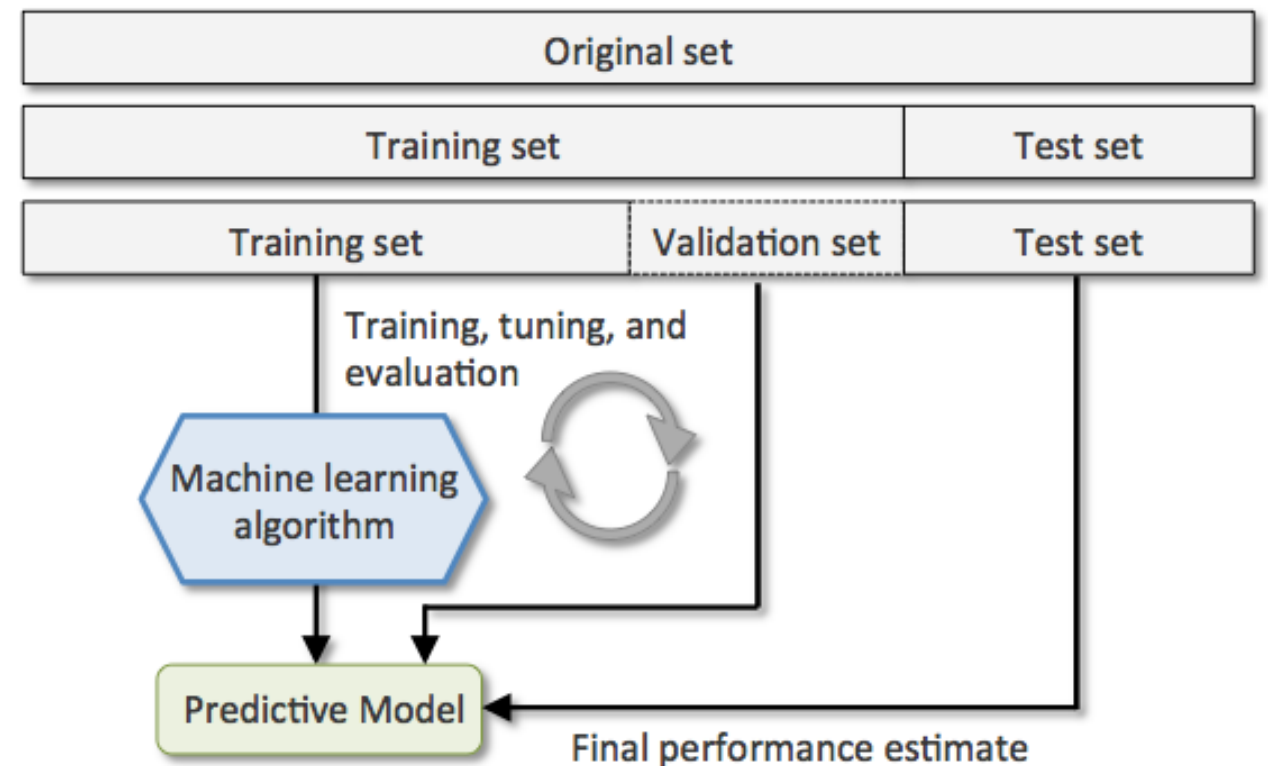 Original set
Training set
Test set
Training set
Validation set
Test set
Training, tuning, and
evaluation
Machine learning
algorithm
Predictive Model
Final performance estimate